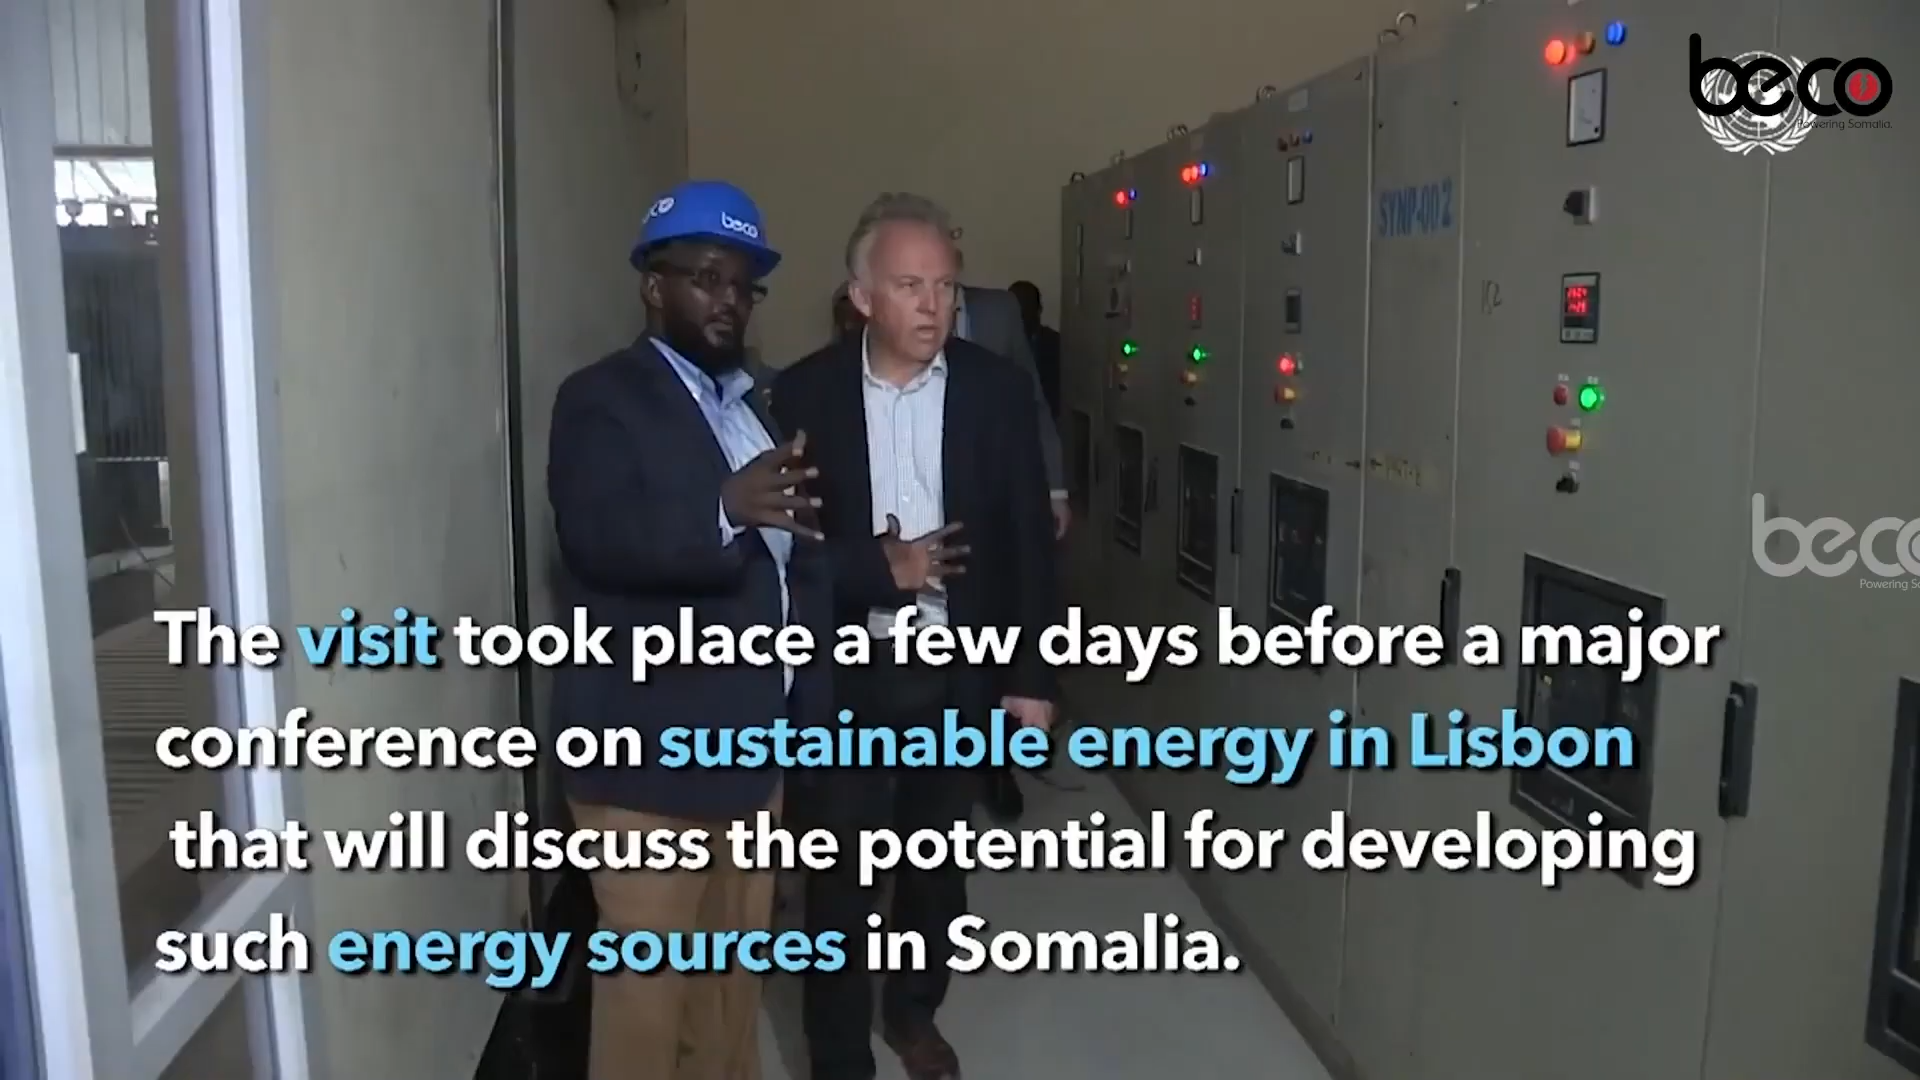 beco
Powering Somalia.
beco
SYNP-002
beco
Powering
The visit took place a few days before a major
conference on sustainable energy in Lisbon
that will discuss the potential for developing
such energy sources in Somalia.